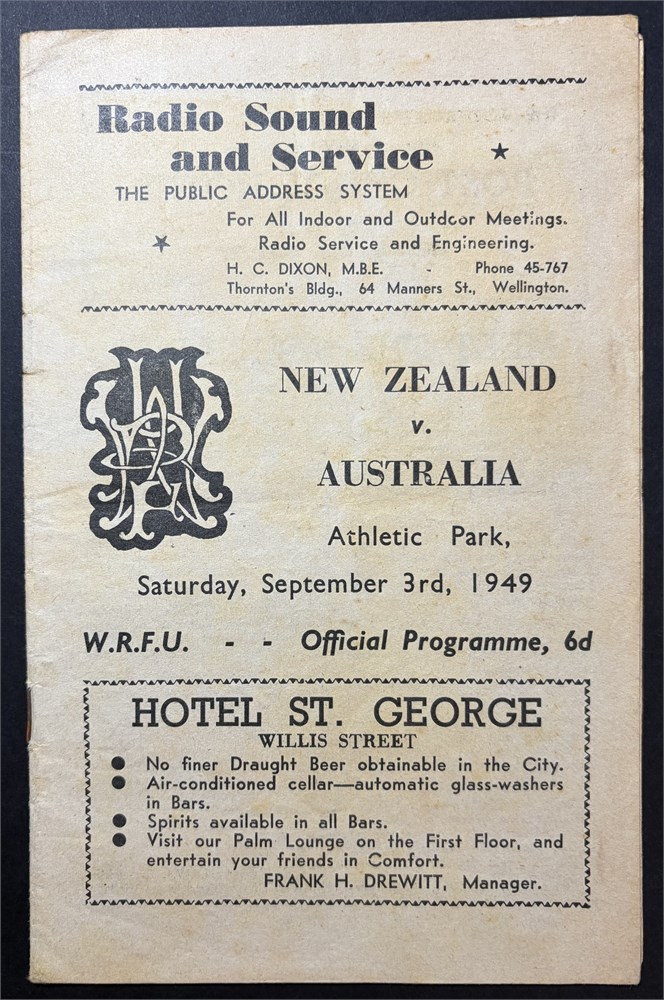 Radio Sound
and Service
THE PUBLIC ADDRESS SYSTEM
For All Indoor and Outdoor Meetings.
Radio Service and Engineering.
H. C. DIXON, M.B.E. - Phone 45-767
Thornton's Bldg., 64 Manners St., Wellington.
NEW ZEALAND
v.
AUSTRALIA
Athletic Park,
Saturday, September 3rd, 1949
W.R.F.U. - - Official Programme, 6d
HOTEL ST. GEORGE
WILLIS STREET
● No finer Draught Beer obtainable in the City.
● Air-conditioned cellar—automatic glass-washers
in Bars.
● Spirits available in all Bars.
● Visit our Palm Lounge on the First Floor, and
entertain your friends in Comfort.
FRANK H. DREWITT, Manager.